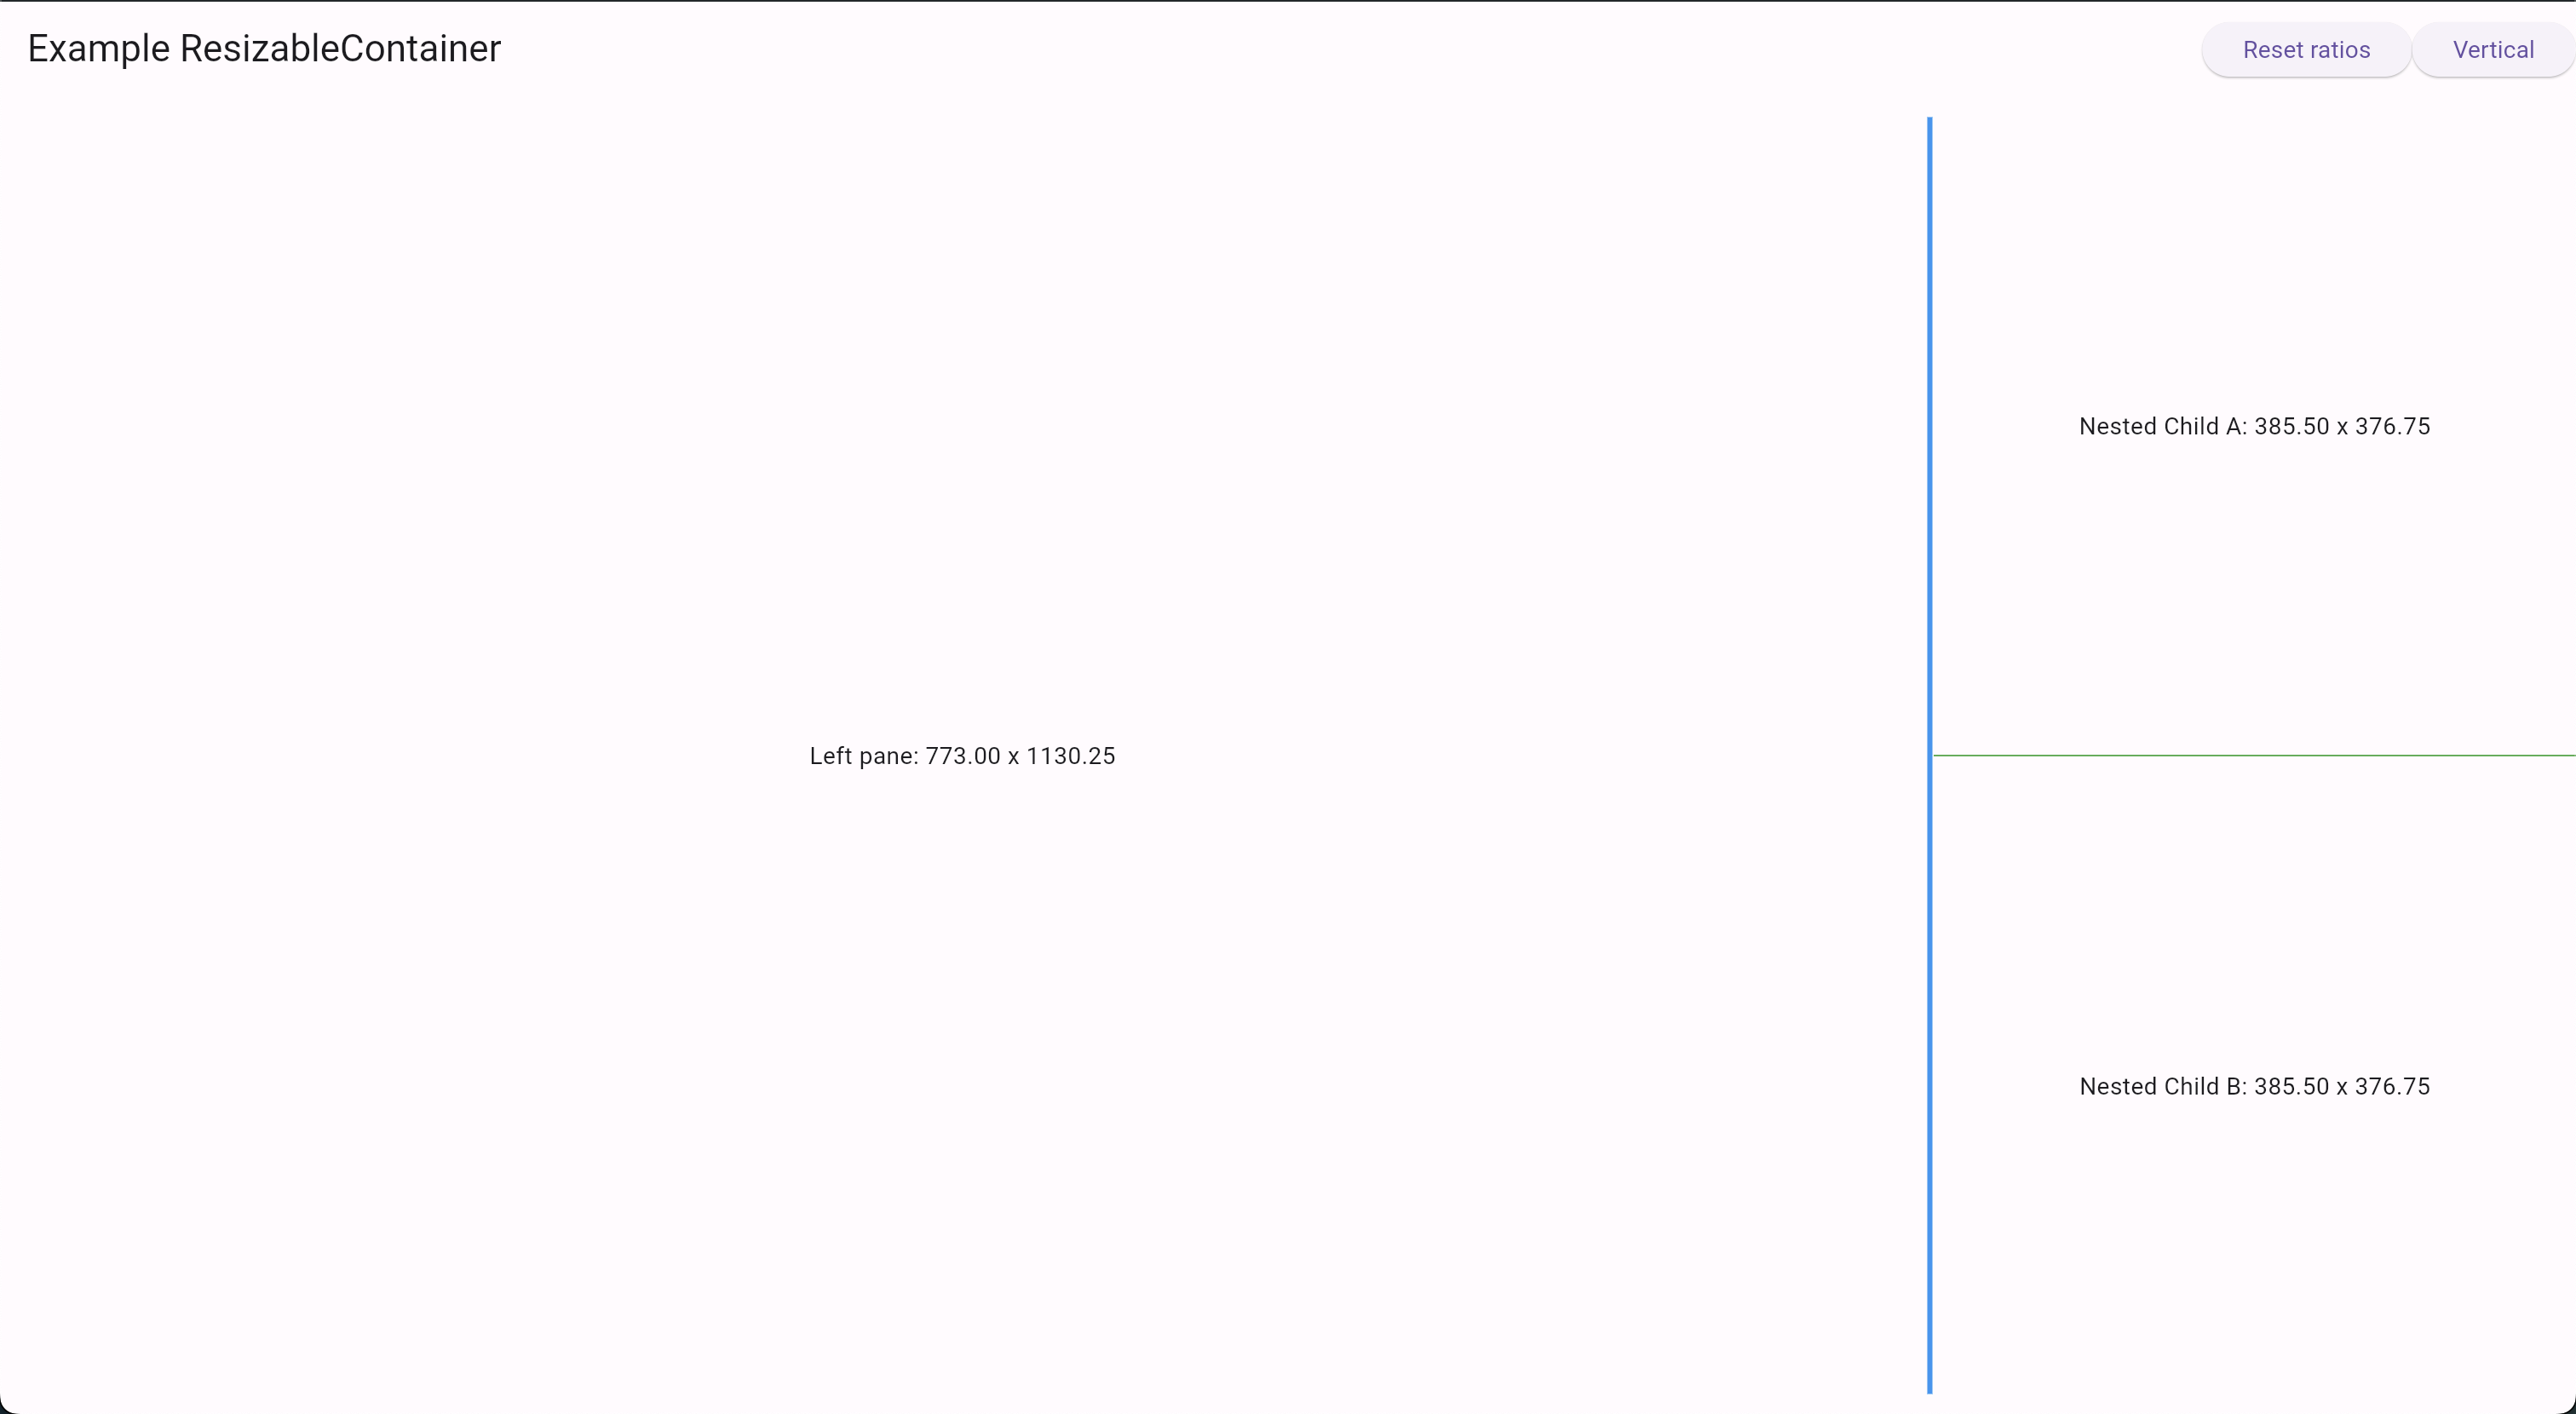 Example ResizableContainer
Reset ratios
Vertical
Nested Child A: 385.50 x 376.75
Left pane: 773.00 x 1130.25
Nested Child B: 385.50 x 376.75